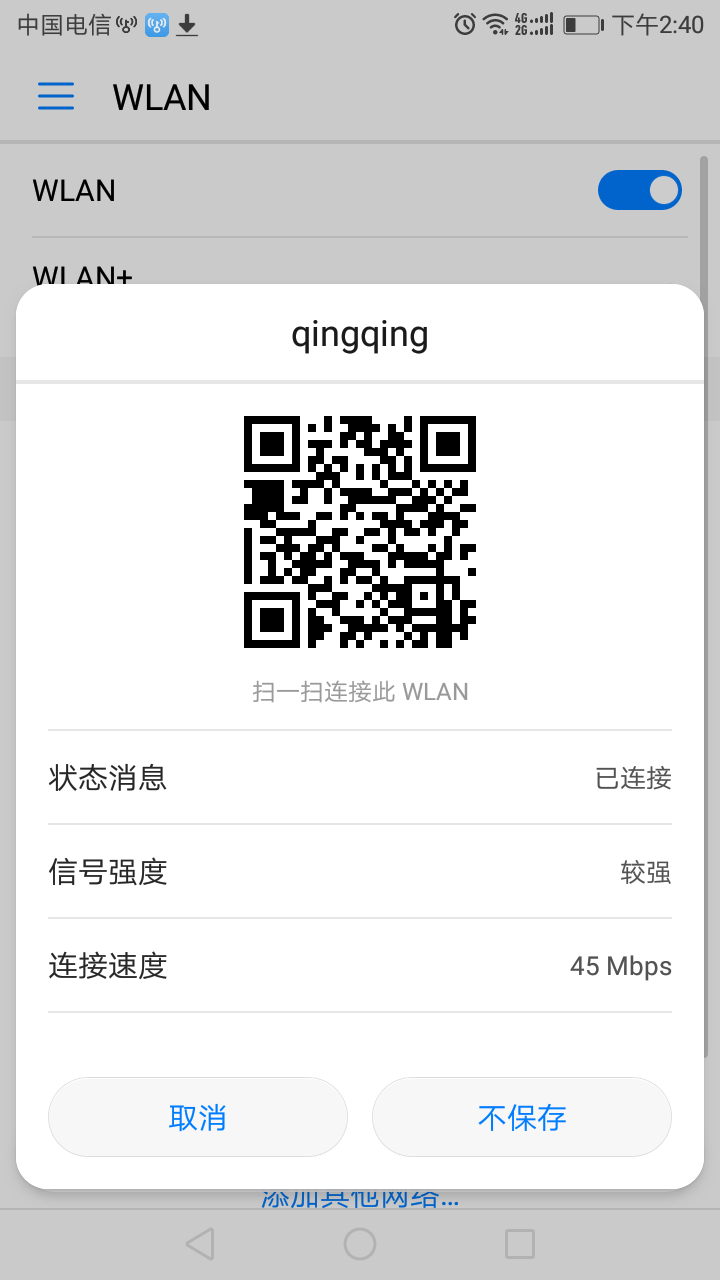 中国电信 4G 2G 下午2:40
WLAN
WLAN
WLAN+
qingqing
扫一扫连接此 WLAN
状态消息 已连接
信号强度 较强
连接速度 45 Mbps
取消 不保存
添加其他网络...